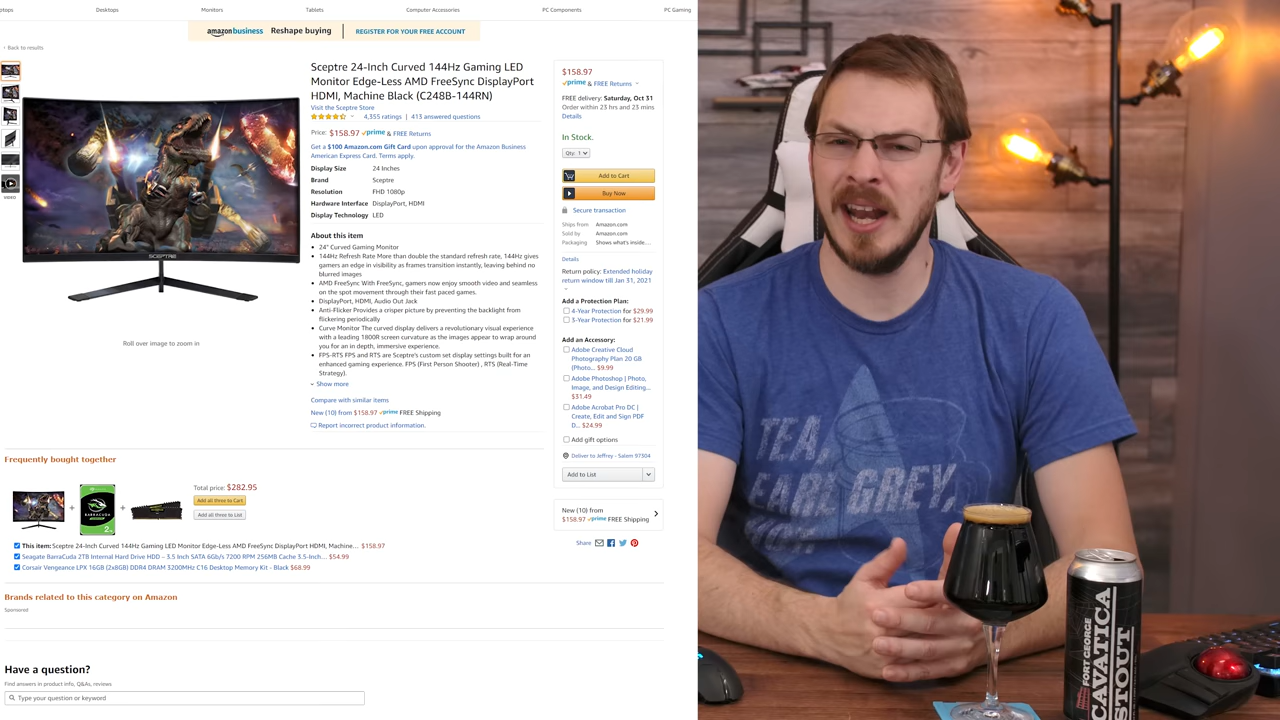 ptops
Desktops
Monitors
Tablets
Computer Accessories
PC Components
PC Gaming
amazonbusiness
Reshape buying
REGISTER FOR YOUR FREE ACCOUNT
‹ Back to results
VIDEO
SCEPTRE
Roll over image to zoom in
Sceptre 24-Inch Curved 144Hz Gaming LED
Monitor Edge-Less AMD FreeSync DisplayPort
HDMI, Machine Black (C248B-144RN)
Visit the Sceptre Store
4,355 ratings | 413 answered questions
Price: $158.97 prime & FREE Returns
Get a $100 Amazon.com Gift Card upon approval for the Amazon Business
American Express Card. Terms apply.
Display Size 24 Inches
Brand Sceptre
Resolution FHD 1080p
Hardware Interface DisplayPort, HDMI
Display Technology LED
About this item
• 24" Curved Gaming Monitor
• 144Hz Refresh Rate More than double the standard refresh rate, 144Hz gives
gamers an edge in visibility as frames transition instantly, leaving behind no
blurred images
• AMD FreeSync With FreeSync, gamers now enjoy smooth video and seamless
on the spot movement through their fast paced games.
• DisplayPort, HDMI, Audio Out Jack
• Anti-Flicker Provides a crisper picture by preventing the backlight from
flickering periodically
• Curve Monitor The curved display delivers a revolutionary visual experience
with a leading 1800R screen curvature as the images appear to wrap around
you for an in depth, immersive experience.
• FPS-RTS FPS and RTS are Sceptre's custom set display settings built for an
enhanced gaming experience. FPS (First Person Shooter) , RTS (Real-Time
Strategy).
Show more
Compare with similar items
New (10) from $158.97 prime FREE Shipping
Report incorrect product information.
$158.97
prime & FREE Returns
FREE delivery: Saturday, Oct 31
Order within 23 hrs and 23 mins
Details
In Stock.
Qty: 1
Add to Cart
Buy Now
Secure transaction
Ships from Amazon.com
Sold by Amazon.com
Packaging Shows what's inside....
Details
Return policy: Extended holiday
return window till Jan 31, 2021
Add a Protection Plan:
4-Year Protection for $29.99
3-Year Protection for $21.99
Add an Accessory:
Adobe Creative Cloud
Photography Plan 20 GB
(Photo... $9.99
Adobe Photoshop | Photo,
Image, and Design Editing...
$31.49
Adobe Acrobat Pro DC |
Create, Edit and Sign PDF
D... $24.99
Add gift options
Deliver to Jeffrey - Salem 97304
Add to List
New (10) from
$158.97 prime FREE Shipping
Share
Frequently bought together
BARRACUDA
2
+
+
Total price: $282.95
Add all three to Cart
Add all three to List
This item: Sceptre 24-Inch Curved 144Hz Gaming LED Monitor Edge-Less AMD FreeSync DisplayPort HDMI, Machine... $158.97
Seagate BarraCuda 2TB Internal Hard Drive HDD – 3.5 Inch SATA 6Gb/s 7200 RPM 256MB Cache 3.5-Inch... $54.99
Corsair Vengeance LPX 16GB (2x8GB) DDR4 DRAM 3200MHz C16 Desktop Memory Kit - Black $68.99
Brands related to this category on Amazon
Sponsored
Have a question?
Find answers in product info, Q&As, reviews
Type your question or keyword
FORT GEORGE
CAVATICA
STOUT